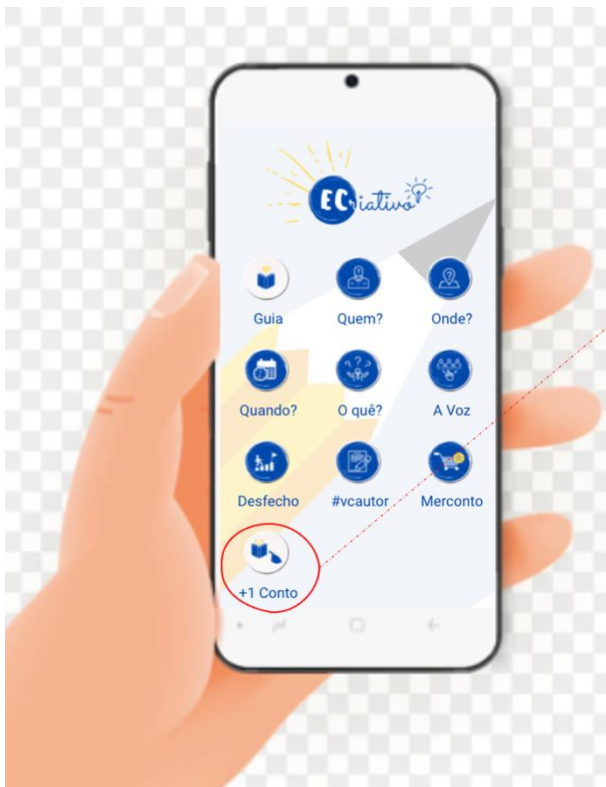 ECriativo
Guia Quem? Onde?
Quando? O quê? A Voz
Desfecho #vcautor Merconto
+1 Conto